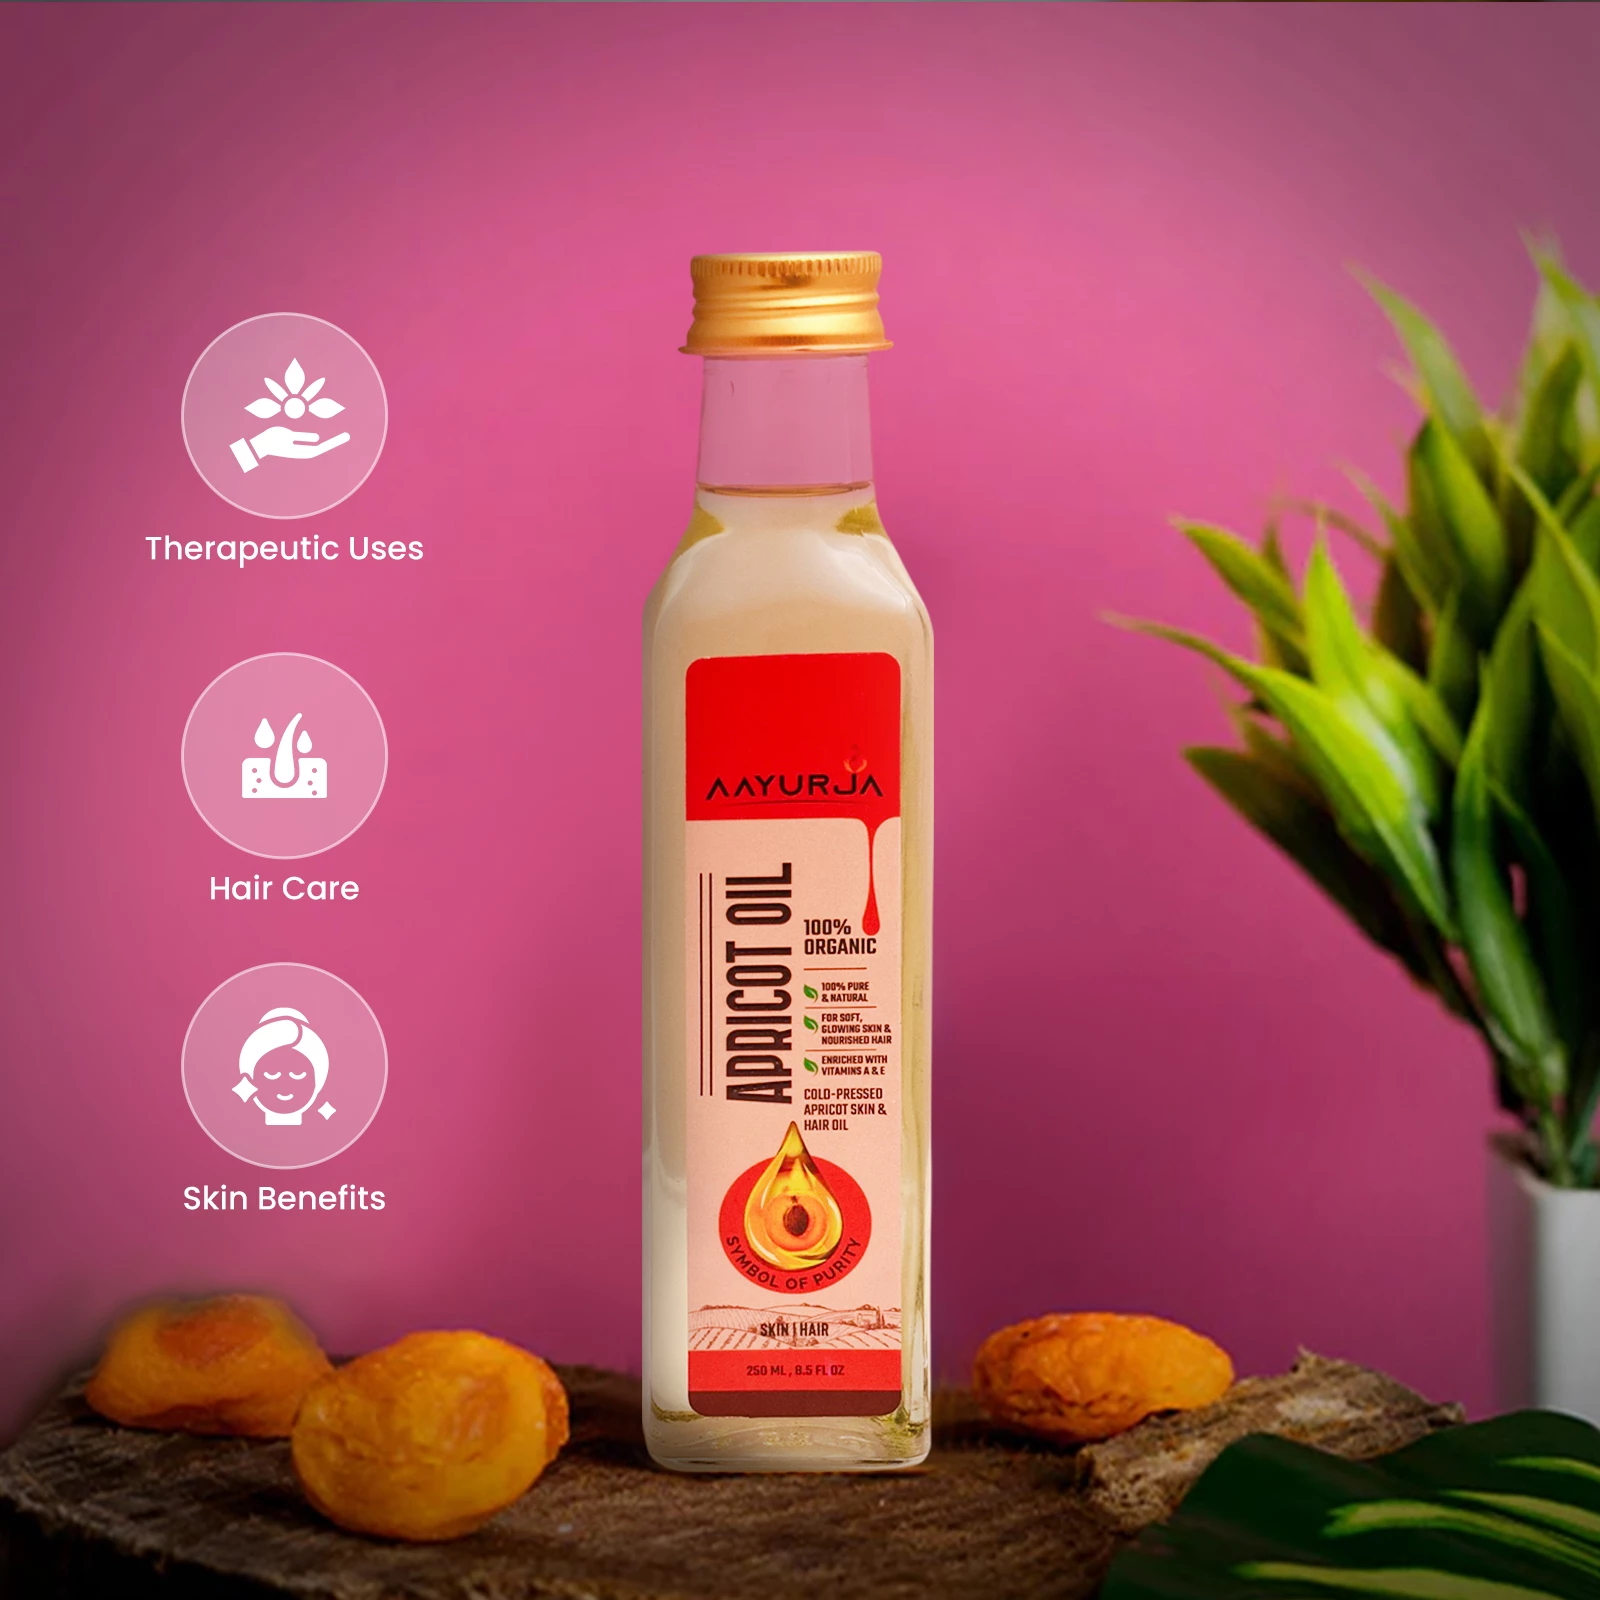 Therapeutic Uses
Hair Care
Skin Benefits
AAYURJA
APRICOT OIL
100%
ORGANIC
100% PURE
& NATURAL
FOR SOFT,
GLOWING SKIN &
NOURISHED HAIR
ENRICHED WITH
VITAMINS A & E
COLD-PRESSED
APRICOT SKIN &
HAIR OIL
SYMBOL OF PURITY
SKIN | HAIR
250 ML , 8.5 FL OZ